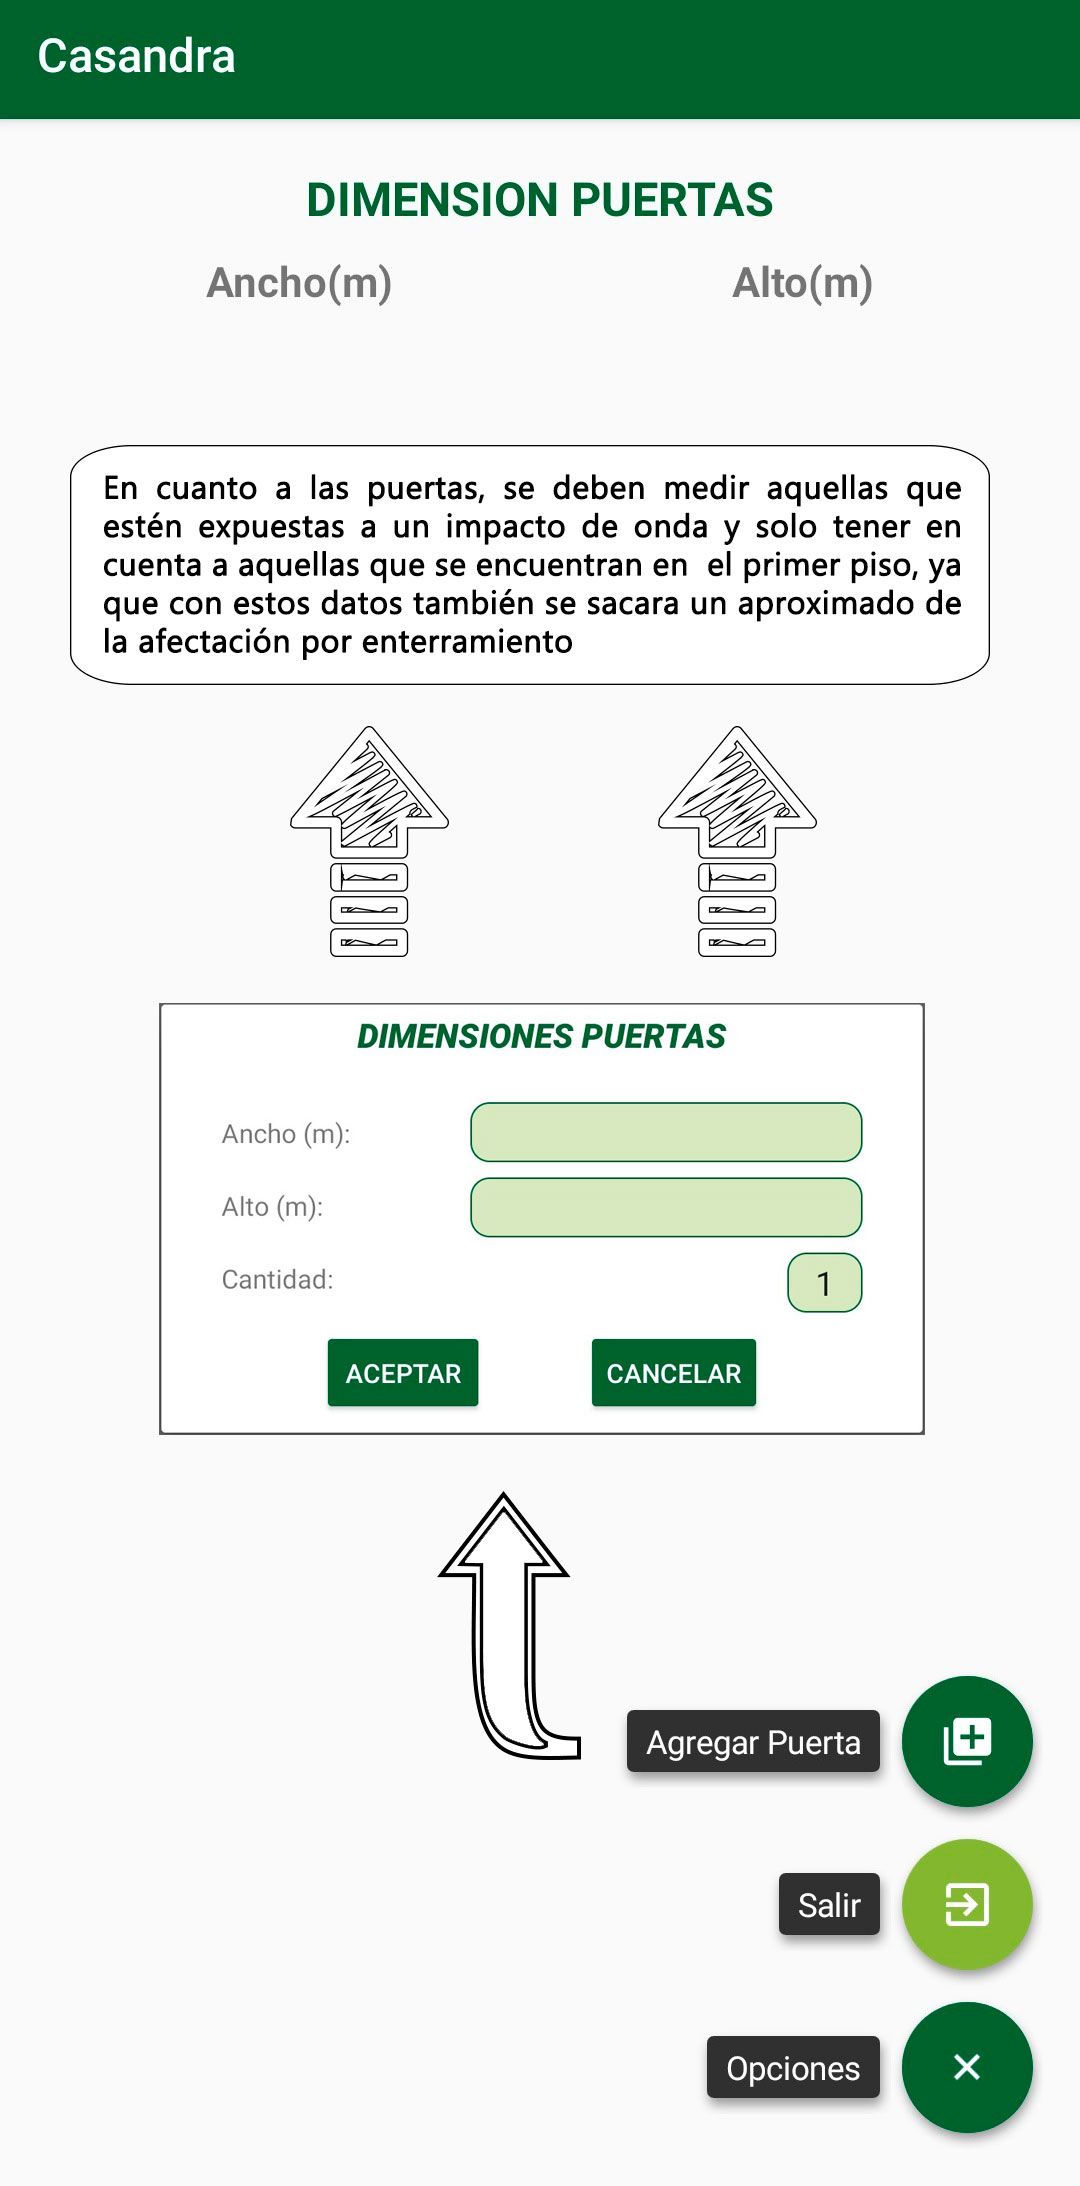 Casandra
DIMENSION PUERTAS
Ancho(m) Alto(m)
En cuanto a las puertas, se deben medir aquellas que
estén expuestas a un impacto de onda y solo tener en
cuenta a aquellas que se encuentran en el primer piso, ya
que con estos datos también se sacara un aproximado de
la afectación por enterramiento
DIMENSIONES PUERTAS
Ancho (m):
Alto (m):
Cantidad: 1
ACEPTAR CANCELAR
Agregar Puerta
Salir
Opciones